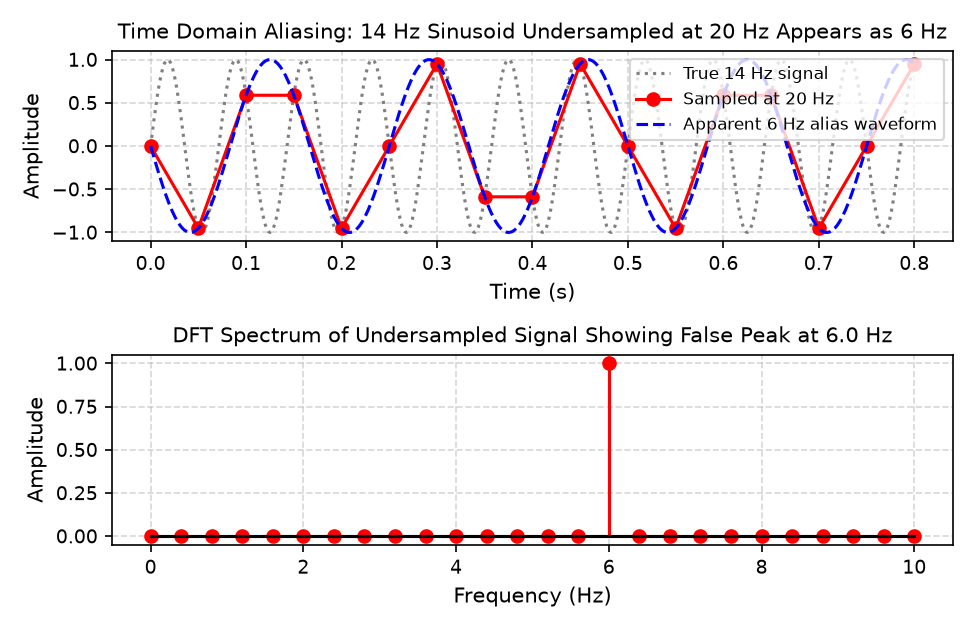 Time Domain Aliasing: 14 Hz Sinusoid Undersampled at 20 Hz Appears as 6 Hz
1.0
0.5
0.0
−0.5
−1.0
Amplitude
True 14 Hz signal
Sampled at 20 Hz
Apparent 6 Hz alias waveform
0.0 0.1 0.2 0.3 0.4 0.5 0.6 0.7 0.8
Time (s)
DFT Spectrum of Undersampled Signal Showing False Peak at 6.0 Hz
1.00
0.75
0.50
0.25
0.00
Amplitude
0 2 4 6 8 10
Frequency (Hz)